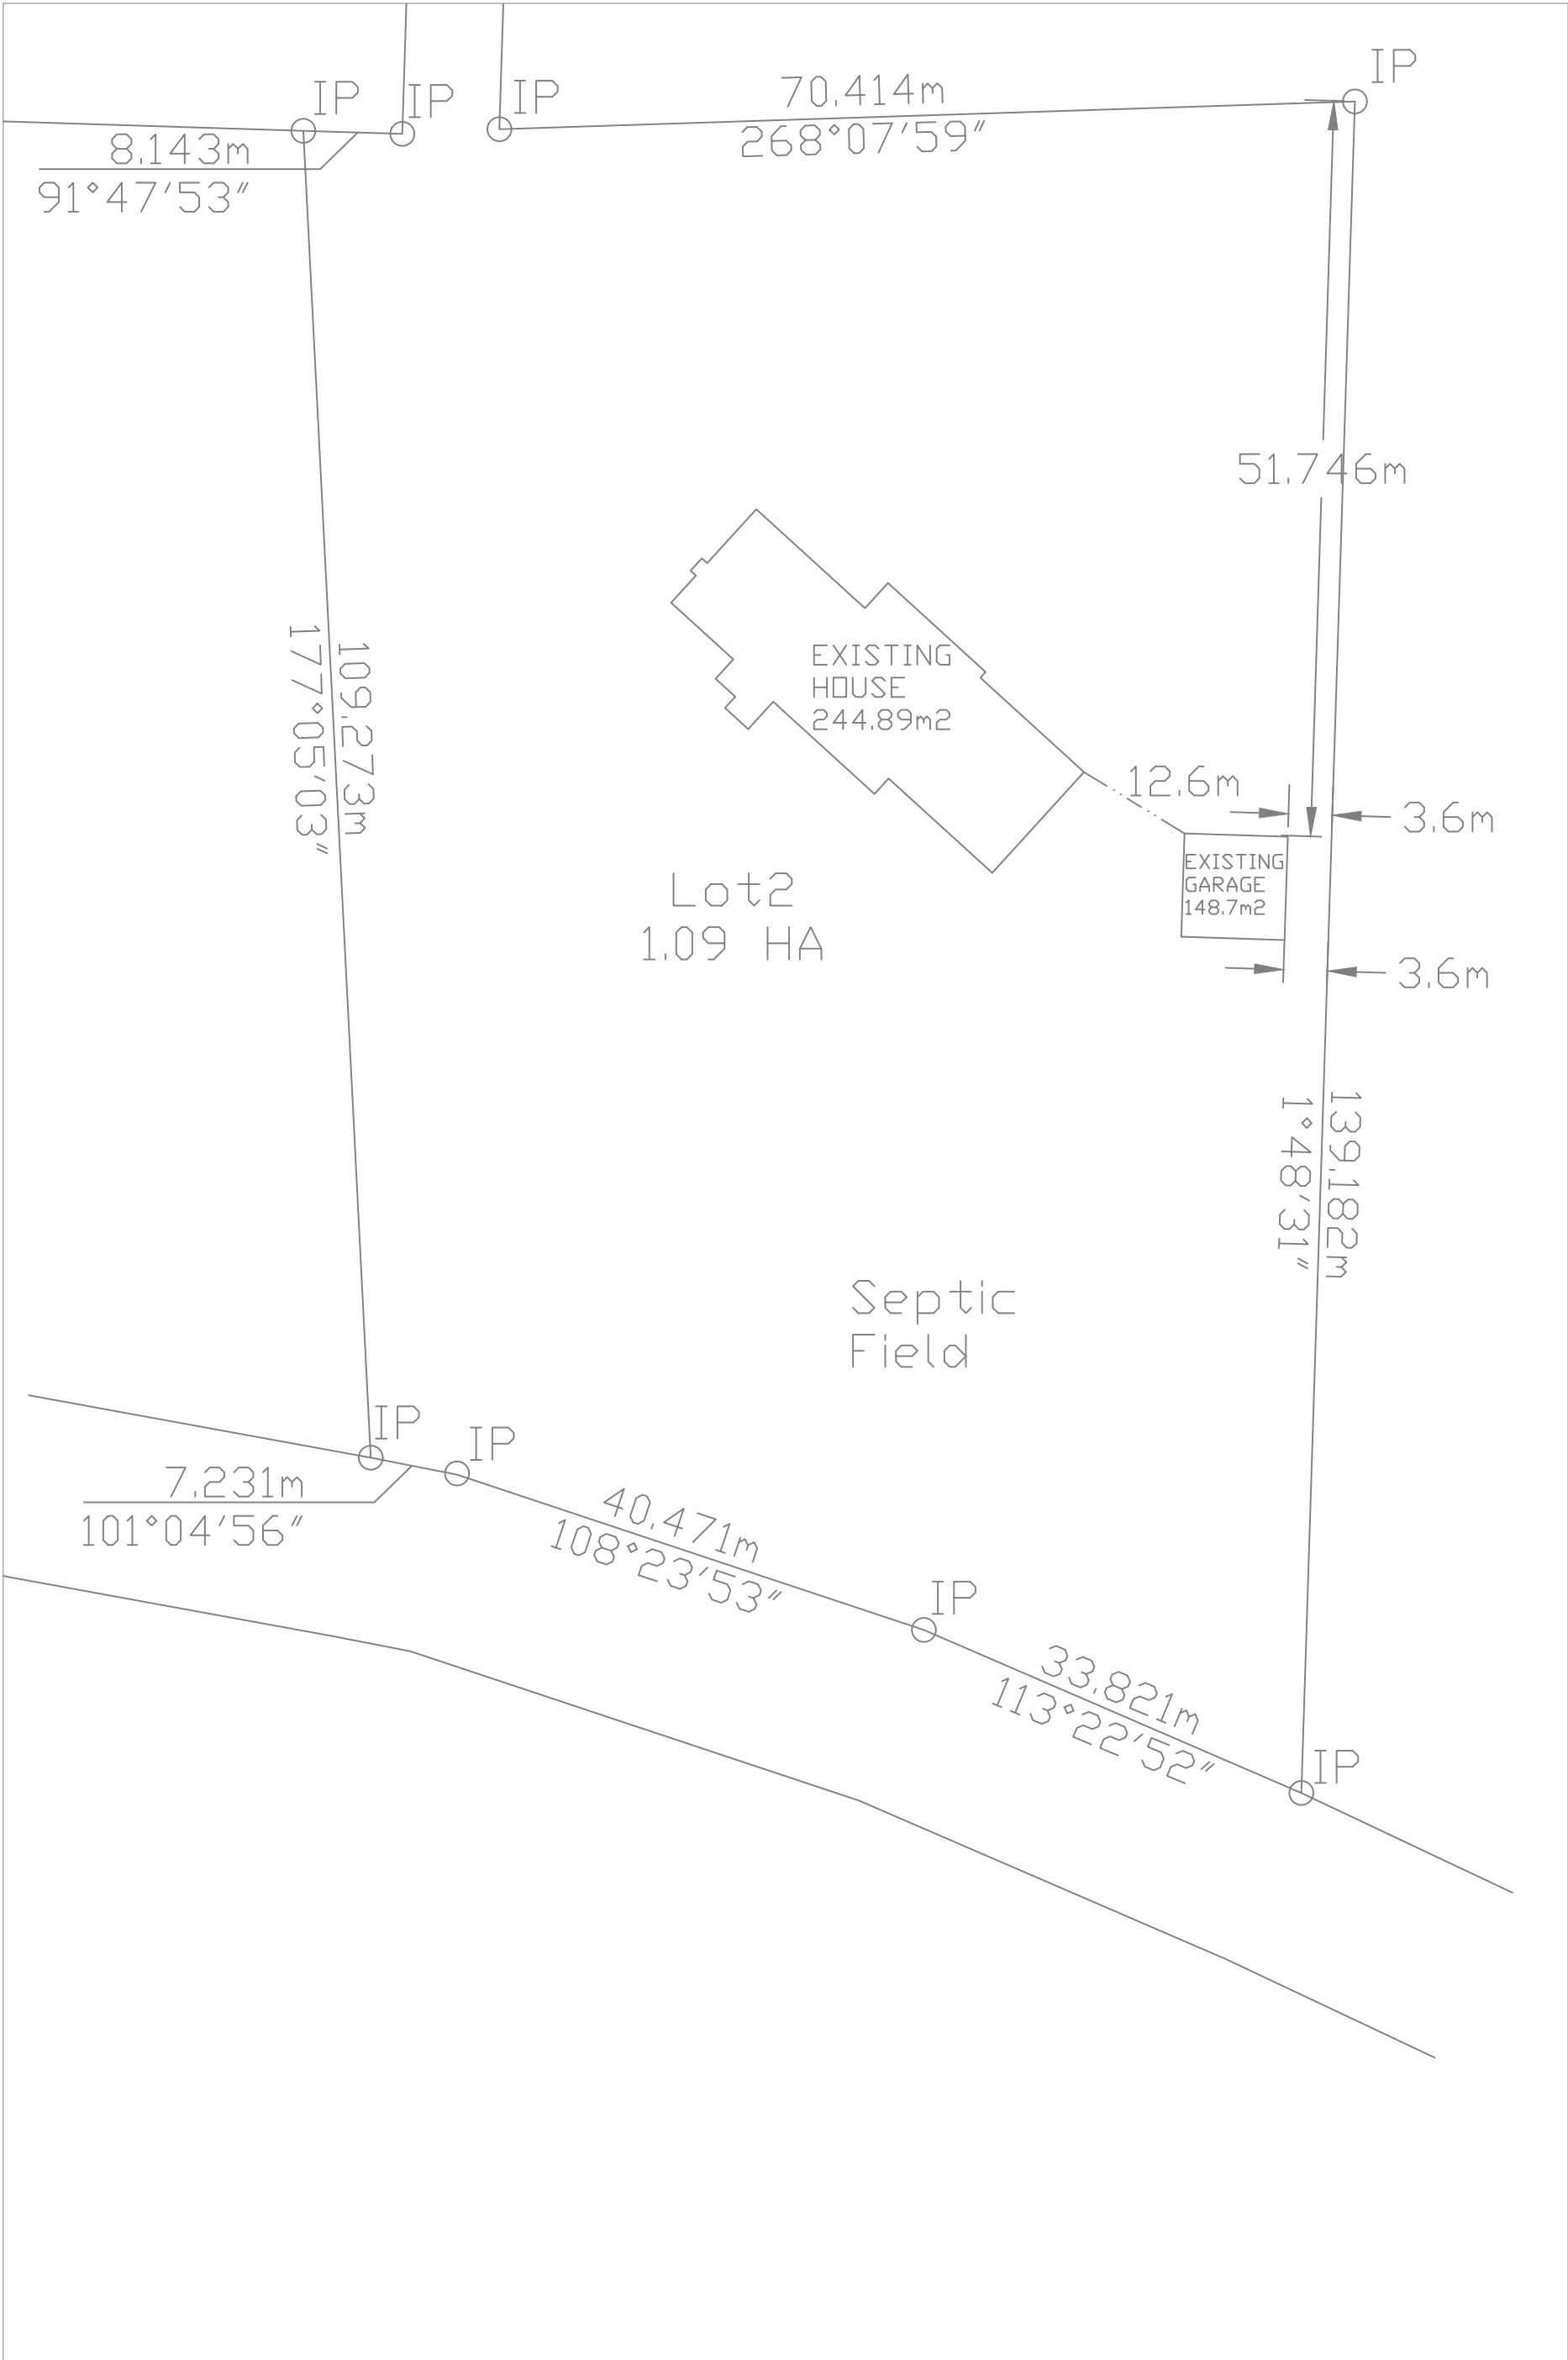 IP
IP
IP
IP
70.414m
268°07'59"
8.143m
91°47'53"
51.746m
109.273m
177°05'03"
EXISTING
HOUSE
244.89m2
12.6m
3.6m
EXISTING
GARAGE
148.7m2
Lot2
1.09 HA
3.6m
139.182m
1°48'31"
Septic
Field
IP
IP
7.231m
101°04'56"
40.471m
108°23'53"
IP
33.821m
113°22'52"
IP